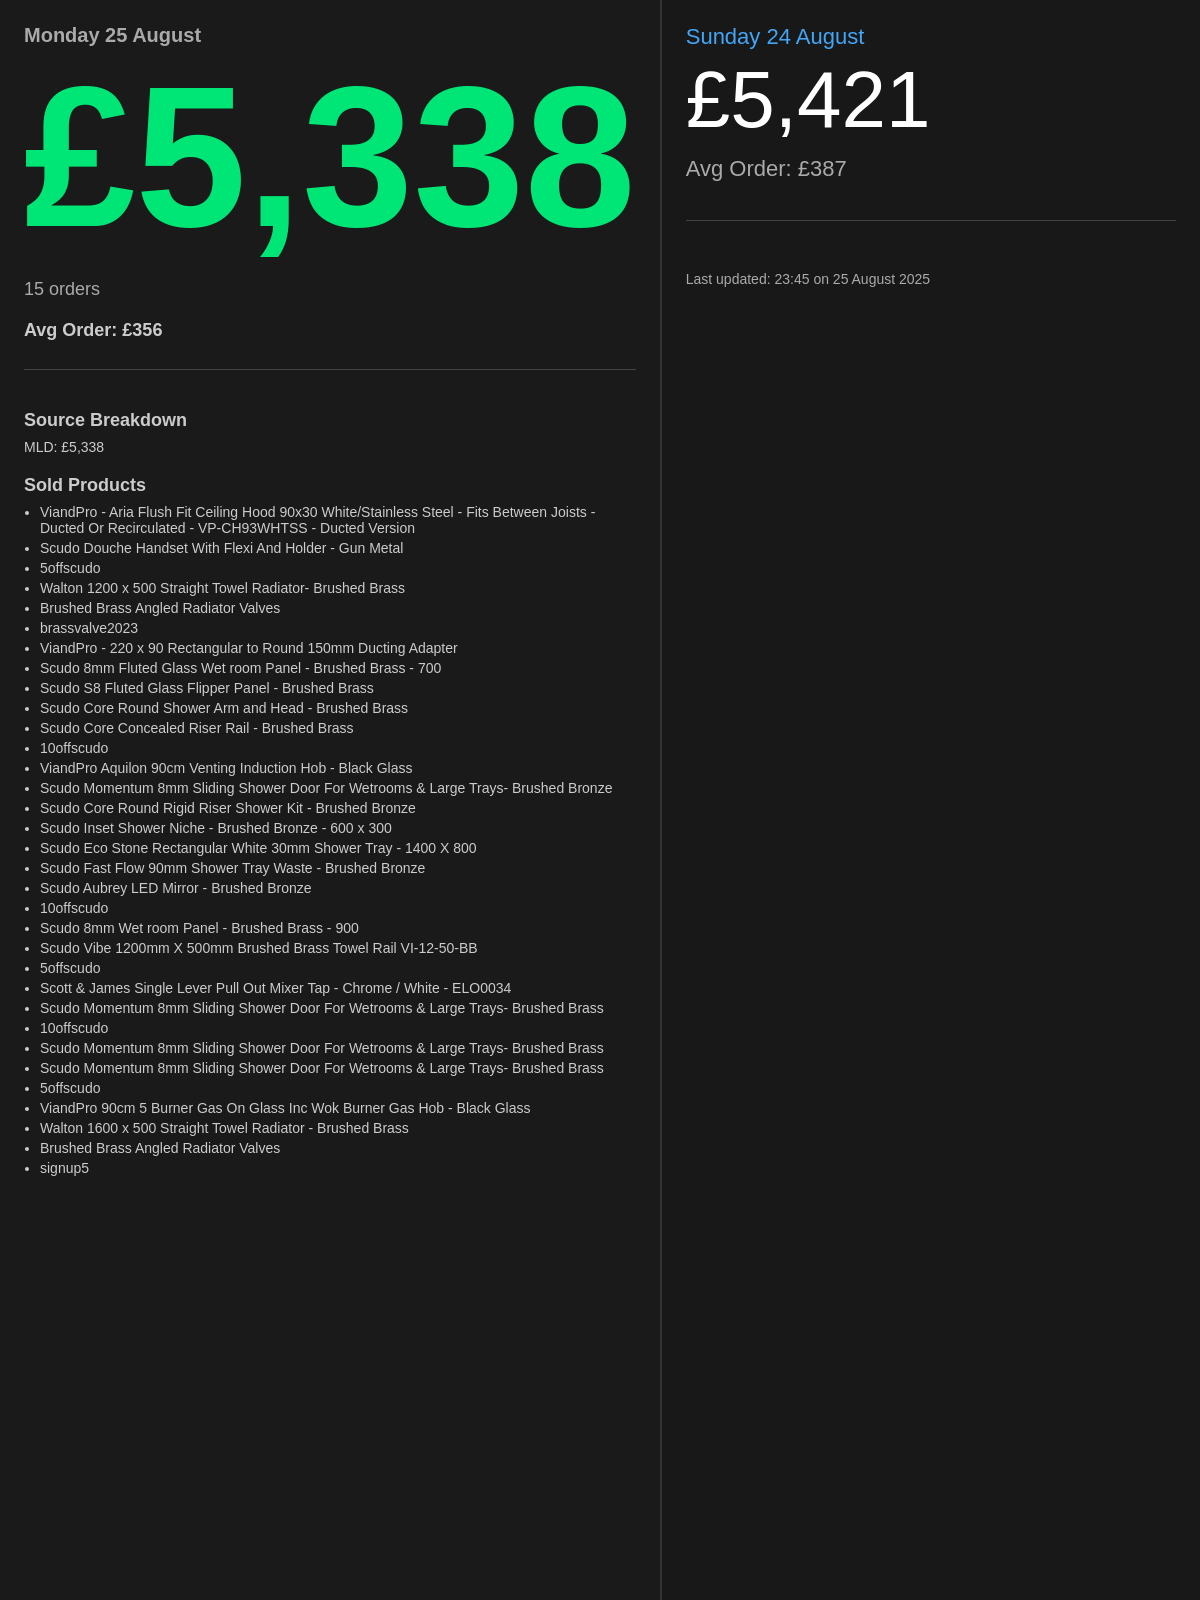 Monday 25 August
£5,338
15 orders
Avg Order: £356
Source Breakdown
MLD: £5,338
Sold Products
• ViandPro - Aria Flush Fit Ceiling Hood 90x30 White/Stainless Steel - Fits Between Joists -
Ducted Or Recirculated - VP-CH93WHTSS - Ducted Version
• Scudo Douche Handset With Flexi And Holder - Gun Metal
• 5offscudo
• Walton 1200 x 500 Straight Towel Radiator- Brushed Brass
• Brushed Brass Angled Radiator Valves
• brassvalve2023
• ViandPro - 220 x 90 Rectangular to Round 150mm Ducting Adapter
• Scudo 8mm Fluted Glass Wet room Panel - Brushed Brass - 700
• Scudo S8 Fluted Glass Flipper Panel - Brushed Brass
• Scudo Core Round Shower Arm and Head - Brushed Brass
• Scudo Core Concealed Riser Rail - Brushed Brass
• 10offscudo
• ViandPro Aquilon 90cm Venting Induction Hob - Black Glass
• Scudo Momentum 8mm Sliding Shower Door For Wetrooms & Large Trays- Brushed Bronze
• Scudo Core Round Rigid Riser Shower Kit - Brushed Bronze
• Scudo Inset Shower Niche - Brushed Bronze - 600 x 300
• Scudo Eco Stone Rectangular White 30mm Shower Tray - 1400 X 800
• Scudo Fast Flow 90mm Shower Tray Waste - Brushed Bronze
• Scudo Aubrey LED Mirror - Brushed Bronze
• 10offscudo
• Scudo 8mm Wet room Panel - Brushed Brass - 900
• Scudo Vibe 1200mm X 500mm Brushed Brass Towel Rail VI-12-50-BB
• 5offscudo
• Scott & James Single Lever Pull Out Mixer Tap - Chrome / White - ELO0034
• Scudo Momentum 8mm Sliding Shower Door For Wetrooms & Large Trays- Brushed Brass
• 10offscudo
• Scudo Momentum 8mm Sliding Shower Door For Wetrooms & Large Trays- Brushed Brass
• Scudo Momentum 8mm Sliding Shower Door For Wetrooms & Large Trays- Brushed Brass
• 5offscudo
• ViandPro 90cm 5 Burner Gas On Glass Inc Wok Burner Gas Hob - Black Glass
• Walton 1600 x 500 Straight Towel Radiator - Brushed Brass
• Brushed Brass Angled Radiator Valves
• signup5
Sunday 24 August
£5,421
Avg Order: £387
Last updated: 23:45 on 25 August 2025